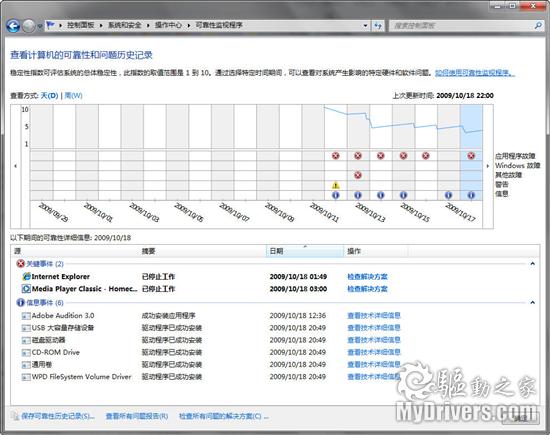 控制面板 ▸ 系统和安全 ▸ 操作中心 ▸ 可靠性监视程序
搜索控制面板
查看计算机的可靠性和问题历史记录
稳定性指数可评估系统的总体稳定性，此指数的取值范围是 1 到 10。通过选择特定时间期间，可以查看对系统产生影响的特定硬件和软件问题。如何使用可靠性监视程序。
查看方式: 天(D) | 周(W)
上次更新时间: 2009/10/18 22:00
10
5
1
应用程序故障
Windows 故障
其他故障
警告
信息
2009/09/29 2009/10/01 2009/10/03 2009/10/05 2009/10/07 2009/10/09 2009/10/11 2009/10/13 2009/10/15 2009/10/17
以下期间的可靠性详细信息: 2009/10/18
源 摘要 日期 操作
关键事件 (2)
Internet Explorer 已停止工作 2009/10/18 01:49 检查解决方案
Media Player Classic - Homec... 已停止工作 2009/10/18 03:00 检查解决方案
信息事件 (6)
Adobe Audition 3.0 成功安装应用程序 2009/10/18 12:36 查看技术详细信息
USB 大容量存储设备 驱动程序已成功安装 2009/10/18 20:49 查看技术详细信息
磁盘驱动器 驱动程序已成功安装 2009/10/18 20:49 查看技术详细信息
CD-ROM Drive 驱动程序已成功安装 2009/10/18 20:49 查看技术详细信息
通用卷 驱动程序已成功安装 2009/10/18 20:49 查看技术详细信息
WPD FileSystem Volume Driver 驱动程序已成功安装 2009/10/18 20:49 查看技术详细信息
保存可靠性历史记录(S)... 查看所有问题报告(R) 检查所有问题的解决方案(C) ...
确定
驱动之家
MyDrivers.com